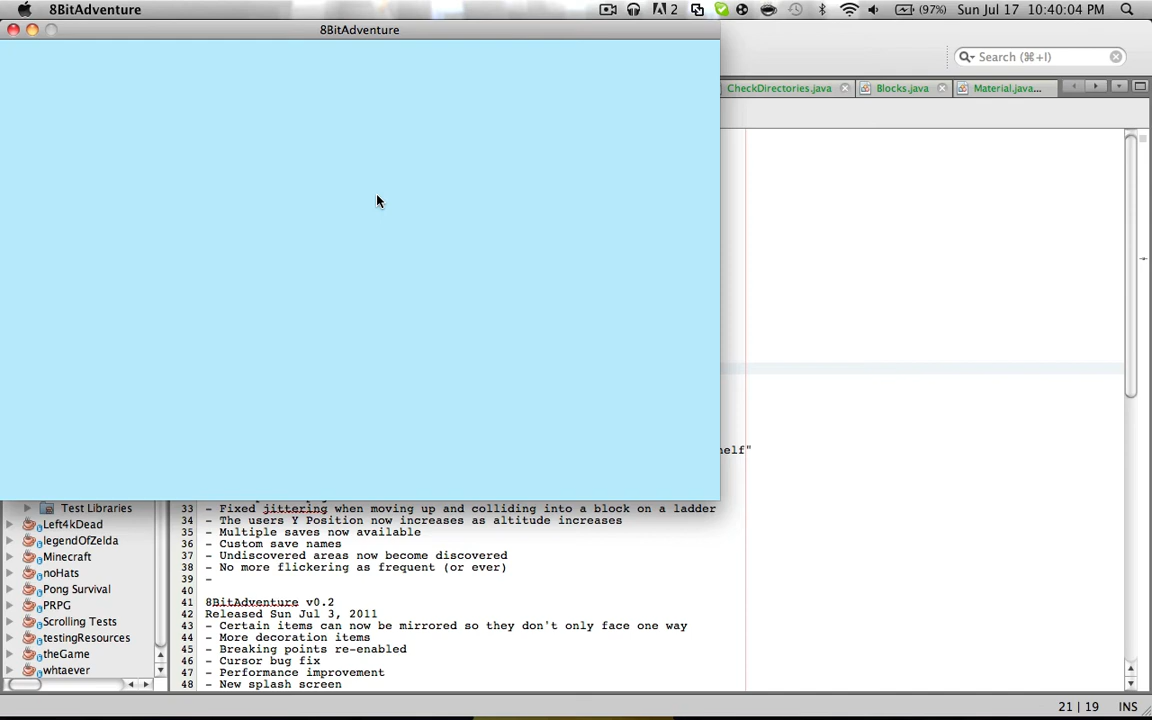 8BitAdventure
2
(97%)
Sun Jul 17 10:40:04 PM
8BitAdventure
Search (⌘+I)
CheckDirectories.java
Blocks.java
Material.java...
helf"
33 - Fixed jittering when moving up and colliding into a block on a ladder
34 - The users Y Position now increases as altitude increases
35 - Multiple saves now available
36 - Custom save names
37 - Undiscovered areas now become discovered
38 - No more flickering as frequent (or ever)
39 -
40
41 8BitAdventure v0.2
42 Released Sun Jul 3, 2011
43 - Certain items can now be mirrored so they don't only face one way
44 - More decoration items
45 - Breaking points re-enabled
46 - Cursor bug fix
47 - Performance improvement
48 - New splash screen
Test Libraries
Left4kDead
legendOfZelda
Minecraft
noHats
Pong Survival
PRPG
Scrolling Tests
testingResources
theGame
whtaever
21 | 19
INS